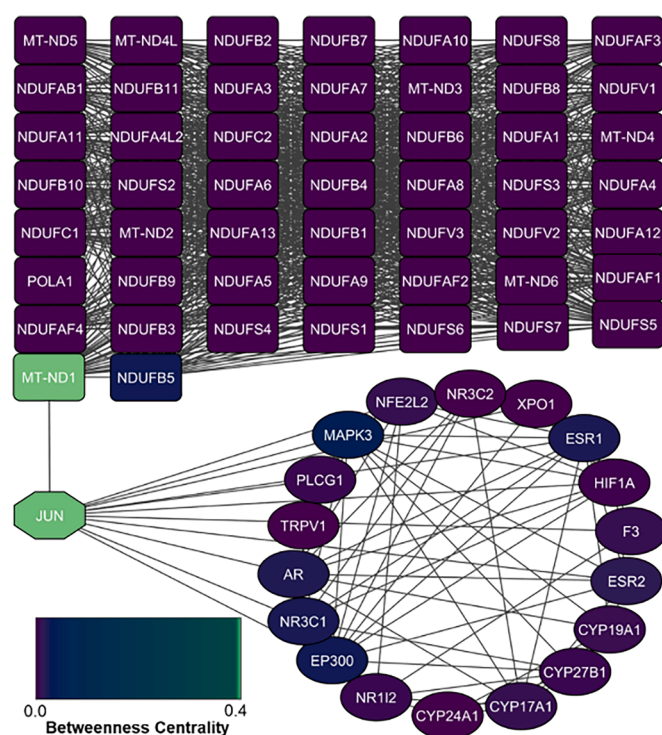 MT-ND5 MT-ND4L NDUFB2 NDUFB7 NDUFA10 NDUFS8 NDUFAF3
NDUFAB1 NDUFB11 NDUFA3 NDUFA7 MT-ND3 NDUFB8 NDUFV1
NDUFA11 NDUFA4L2 NDUFC2 NDUFA2 NDUFB6 NDUFA1 MT-ND4
NDUFB10 NDUFS2 NDUFA6 NDUFB4 NDUFA8 NDUFS3 NDUFA4
NDUFC1 MT-ND2 NDUFA13 NDUFB1 NDUFV3 NDUFV2 NDUFA12
POLA1 NDUFB9 NDUFA5 NDUFA9 NDUFAF2 MT-ND6 NDUFAF1
NDUFAF4 NDUFB3 NDUFS4 NDUFS1 NDUFS6 NDUFS7 NDUFS5
MT-ND1 NDUFB5
NFE2L2 NR3C2 XPO1
MAPK3 ESR1
PLCG1 HIF1A
JUN TRPV1 F3
AR ESR2
NR3C1 CYP19A1
EP300 CYP27B1
NR1I2 CYP24A1 CYP17A1
0.0 0.4
Betweenness Centrality